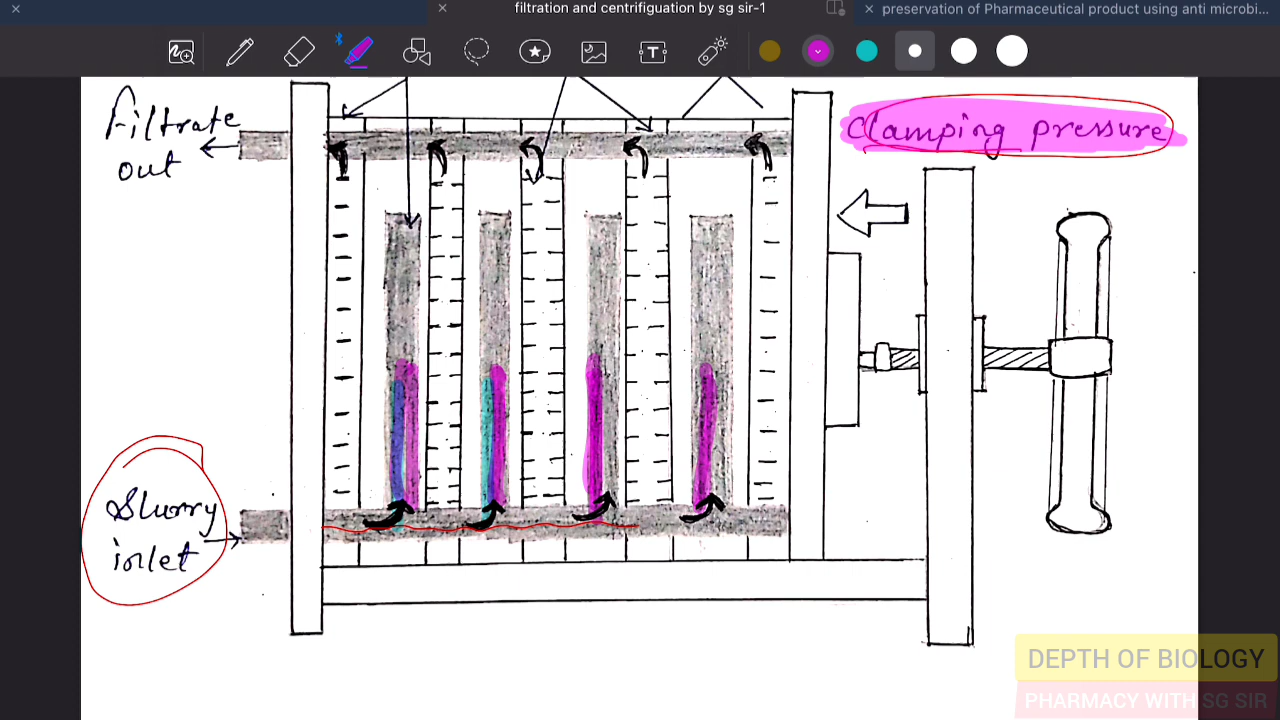 filtration and centrifiguation by sg sir-1
preservation of Pharmaceutical product using anti microbi...
T
Filtrate
out
Clamping pressure
Slurry
inlet
DEPTH OF BIOLOGY
PHARMACY WITH SG SIR